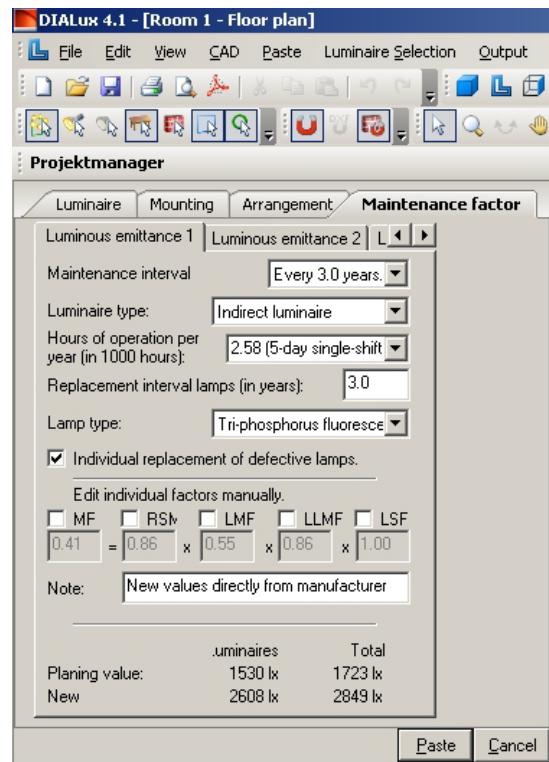 DIALux 4.1 - [Room 1 - Floor plan]
File Edit View CAD Paste Luminaire Selection Output
Projektmanager
Luminaire Mounting Arrangement Maintenance factor
Luminous emittance 1 Luminous emittance 2 L
Maintenance interval Every 3.0 years.
Luminaire type: Indirect luminaire
Hours of operation per
year (in 1000 hours): 2.58 (5-day single-shift
Replacement interval lamps (in years): 3.0
Lamp type: Tri-phosphorus fluoresce
Individual replacement of defective lamps.
Edit individual factors manually.
MF RSM LMF LLMF LSF
0.41 = 0.86 x 0.55 x 0.86 x 1.00
Note: New values directly from manufacturer
.uminaires Total
Planing value: 1530 lx 1723 lx
New 2608 lx 2849 lx
Paste Cancel